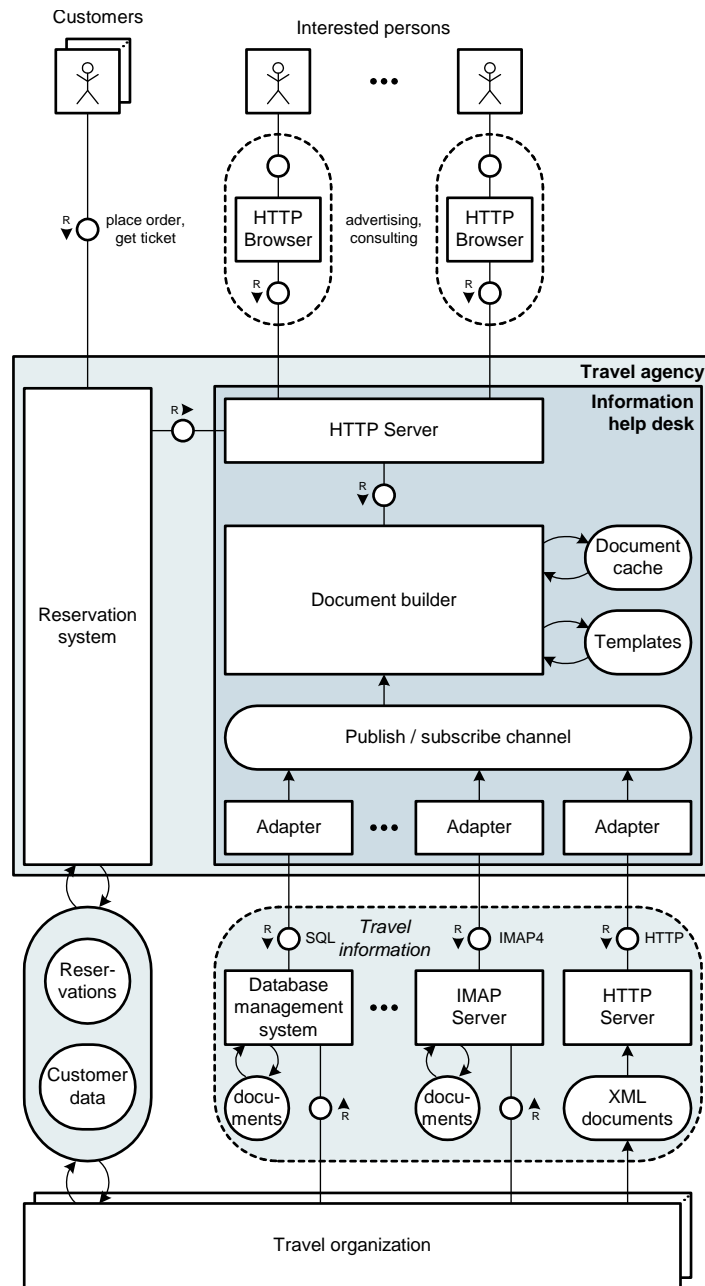 Customers
Interested persons
R
place order,
get ticket
HTTP
Browser
R
advertising,
consulting
HTTP
Browser
R
Travel agency
Information
help desk
Reservation
system
R
HTTP Server
R
Document builder
Document
cache
Templates
Publish / subscribe channel
Adapter
Adapter
Adapter
Travel
information
R
SQL
R
IMAP4
R
HTTP
Reser-
vations
Customer
data
Database
management
system
IMAP
Server
HTTP
Server
docu-
ments
R
docu-
ments
R
XML
documents
Travel organization